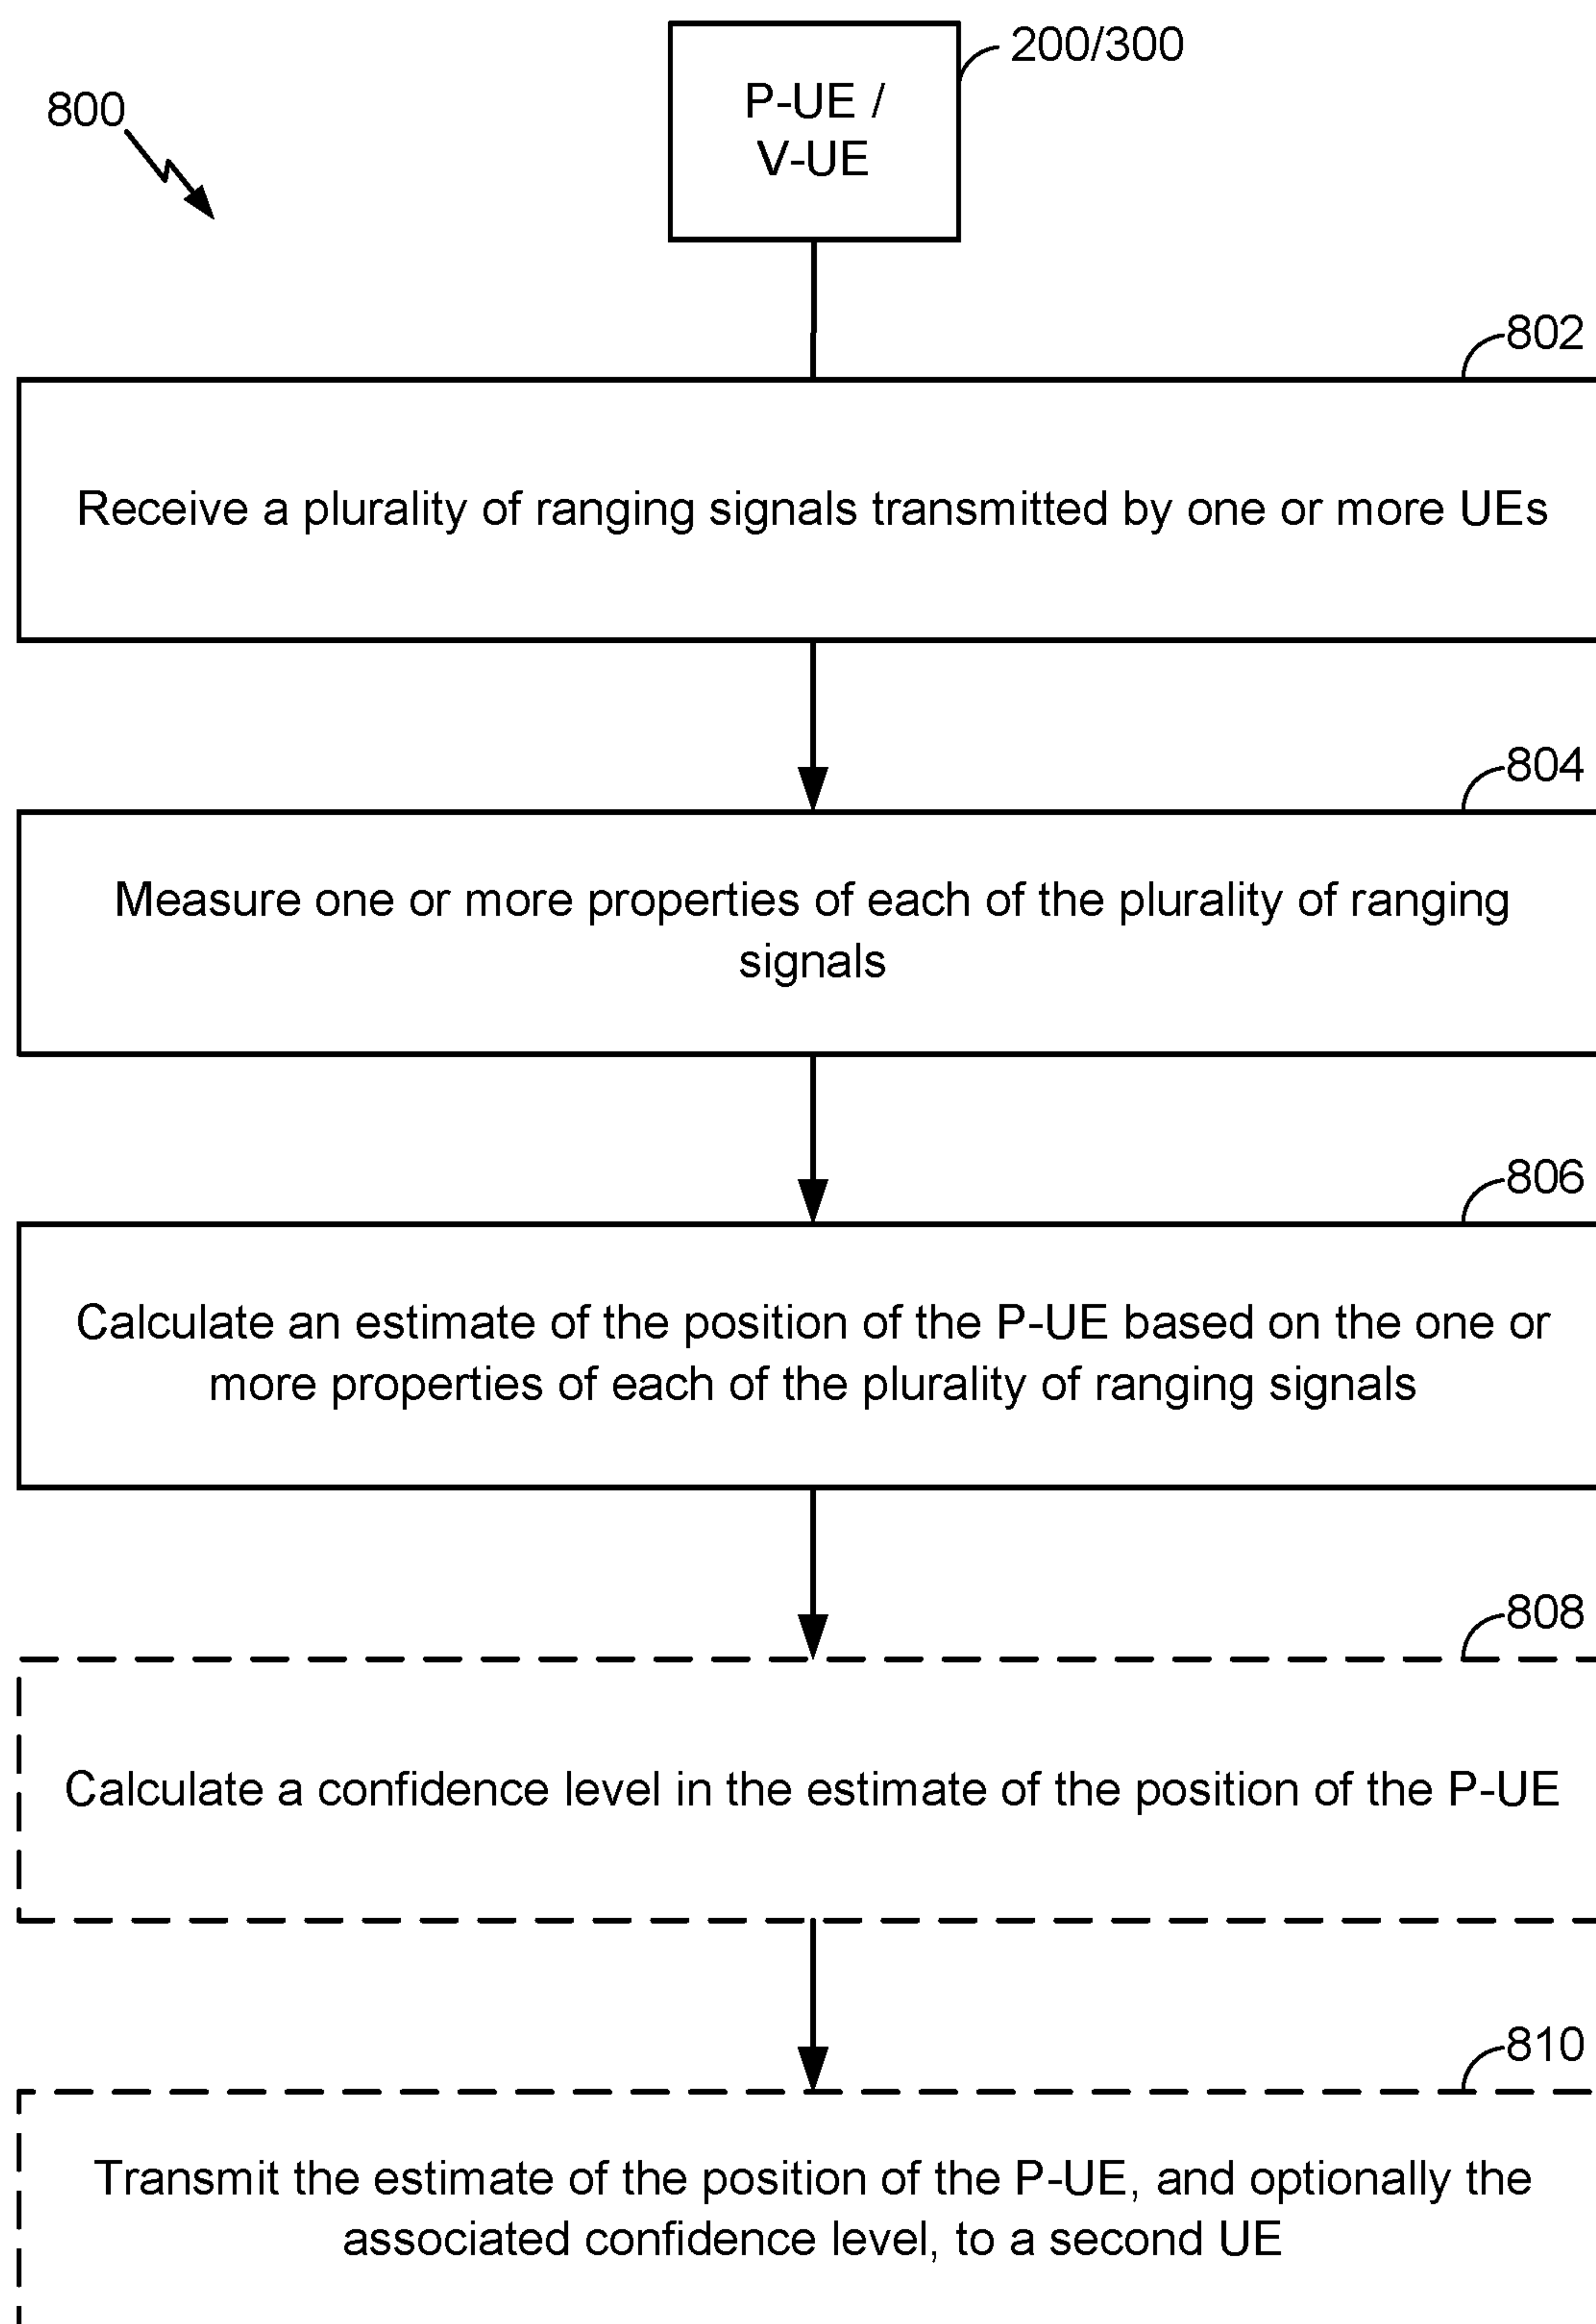 200/300
800
P-UE /
V-UE
802
Receive a plurality of ranging signals transmitted by one or more UEs
804
Measure one or more properties of each of the plurality of ranging
signals
806
Calculate an estimate of the position of the P-UE based on the one or
more properties of each of the plurality of ranging signals
808
Calculate a confidence level in the estimate of the position of the P-UE
810
Transmit the estimate of the position of the P-UE, and optionally the
associated confidence level, to a second UE